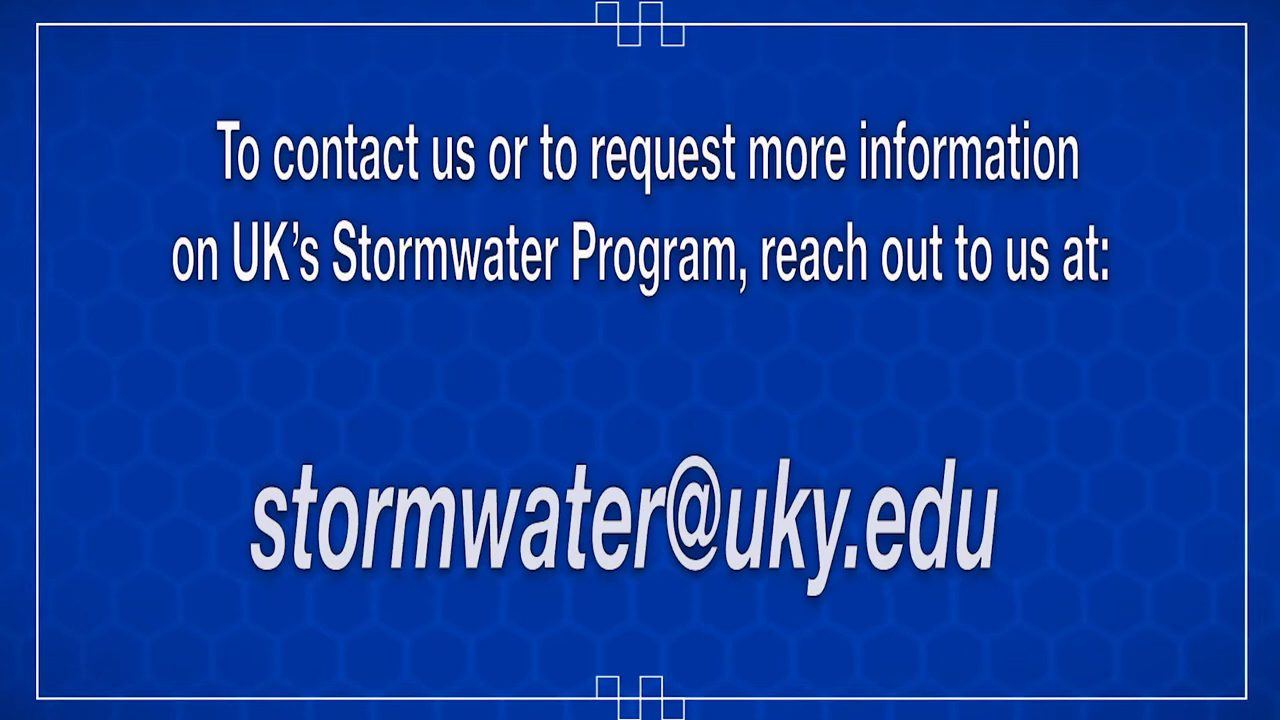 To contact us or to request more information
on UK’s Stormwater Program, reach out to us at:
stormwater@uky.edu